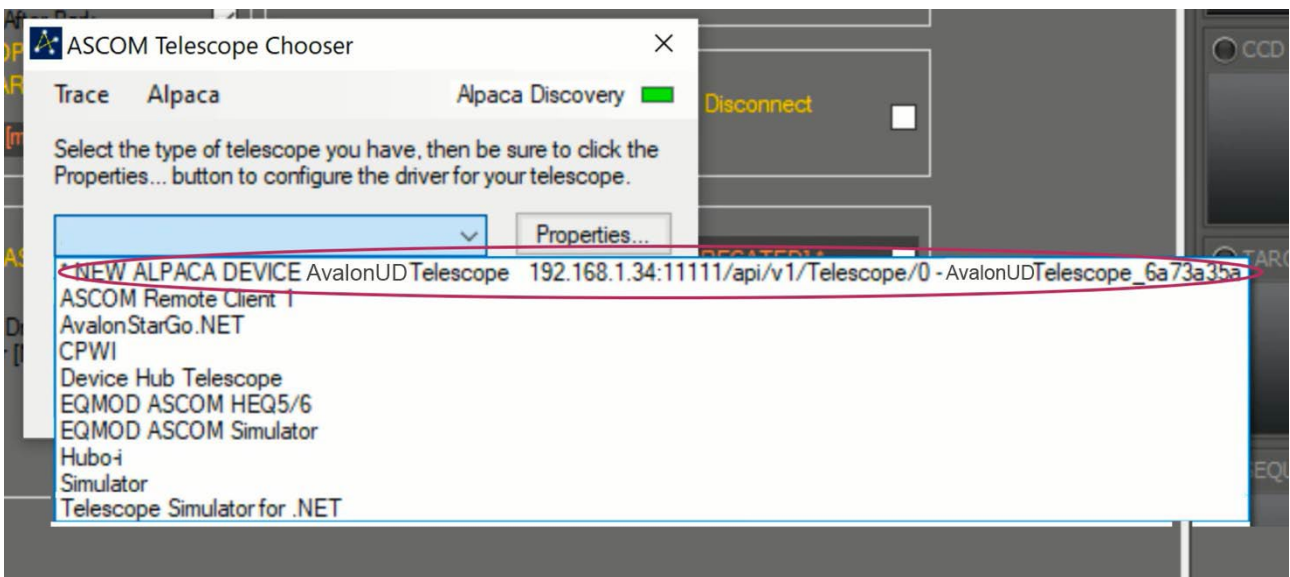 ASCOM Telescope Chooser
Trace Alpaca Alpaca Discovery
Select the type of telescope you have, then be sure to click the
Properties... button to configure the driver for your telescope.
Properties...
* NEW ALPACA DEVICE AvalonUDTelescope 192.168.1.34:11111/api/v1/Telescope/0 - AvalonUDTelescope_6a73a35a
ASCOM Remote Client 1
AvalonStarGo.NET
CPWI
Device Hub Telescope
EQMOD ASCOM HEQ5/6
EQMOD ASCOM Simulator
Hubo-i
Simulator
Telescope Simulator for .NET
Disconnect
CCD